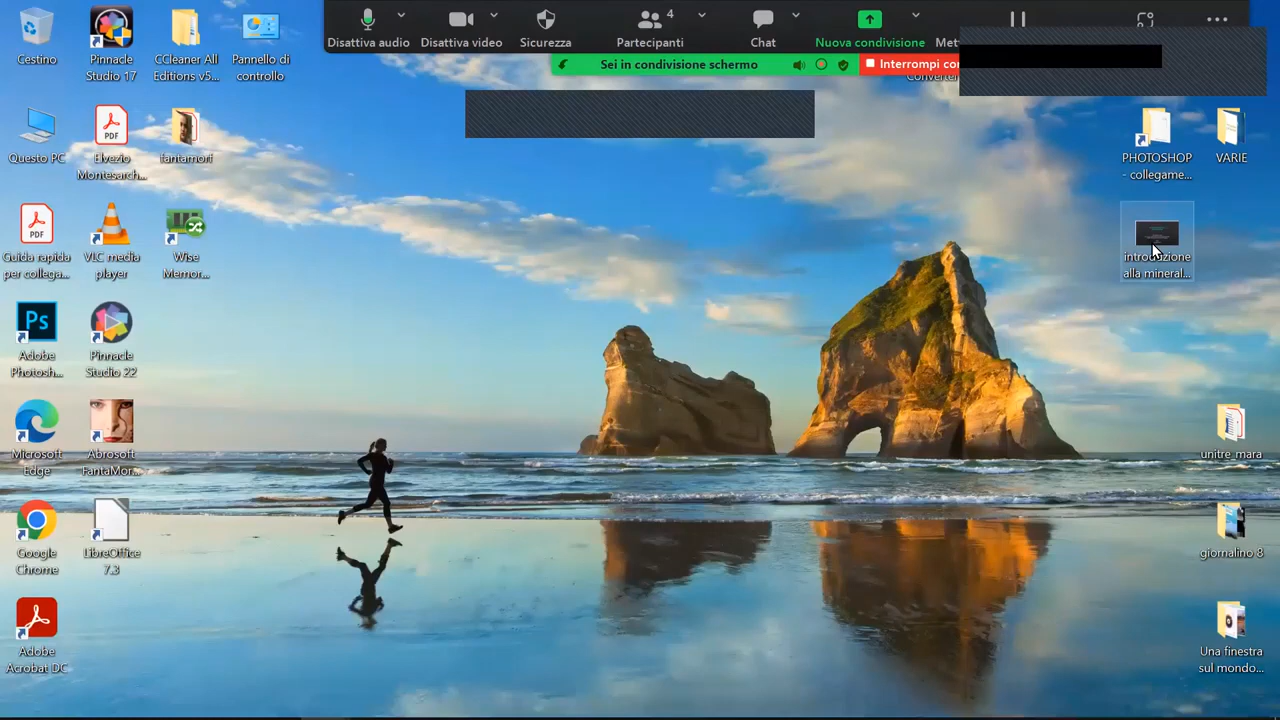 Disattiva audio
Disattiva video
Sicurezza
4
Partecipanti
Chat
Nuova condivisione
Sei in condivisione schermo
Cestino
Pinnacle
Studio 17
CCleaner All
Editions v5...
Pannello di
controllo
Questo PC
PDF
Elvezio
Montesarch...
fantamori
PHOTOSHOP
- collegame...
VARIE
PDF
Guida rapida
per collega...
VLC media
player
Wise
Memor...
introduzione
alla mineral...
Ps
Adobe
Photosh...
Pinnacle
Studio 22
Microsoft
Edge
Abrosoft
FantaMor...
unitre_mara
Google
Chrome
LibreOffice
7.3
giornalino 8
Adobe
Acrobat DC
Una finestra
sul mondo...